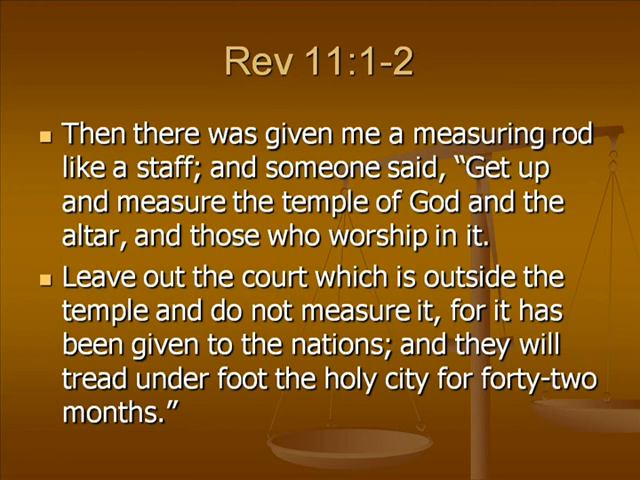 Rev 11:1-2
Then there was given me a measuring rod
like a staff; and someone said, “Get up
and measure the temple of God and the
altar, and those who worship in it.
Leave out the court which is outside the
temple and do not measure it, for it has
been given to the nations; and they will
tread under foot the holy city for forty-two
months.”